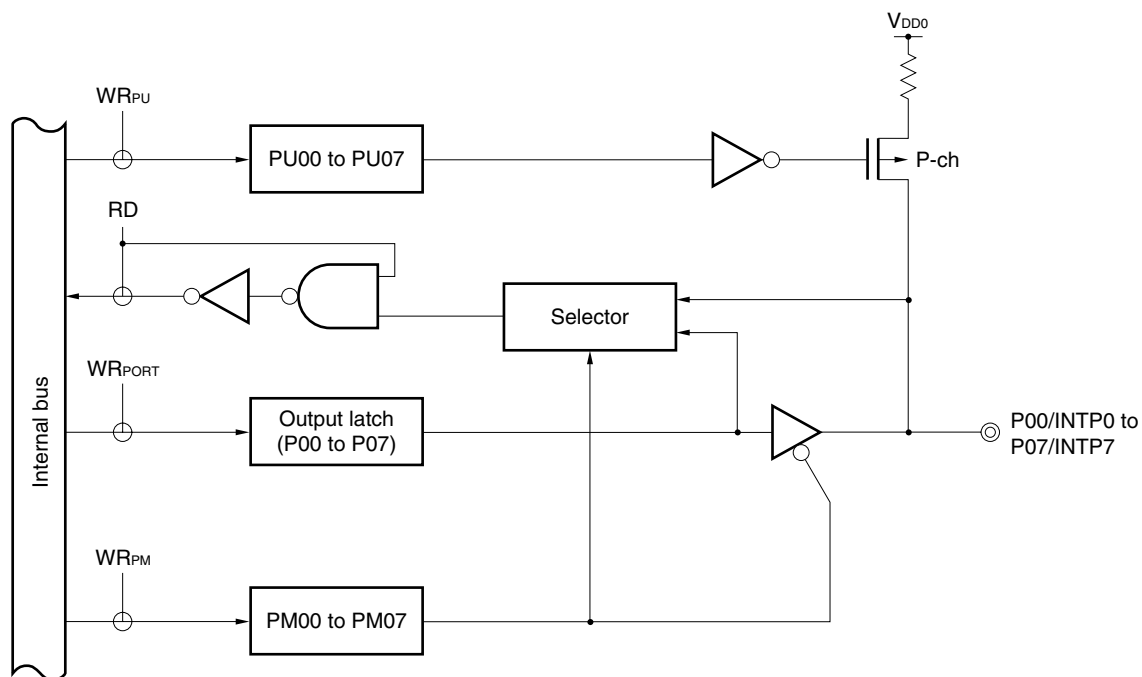 VDD0
WRPU
PU00 to PU07
P-ch
RD
Selector
WRPORT
Output latch
(P00 to P07)
P00/INTP0 to
P07/INTP7
Internal bus
WRPM
PM00 to PM07